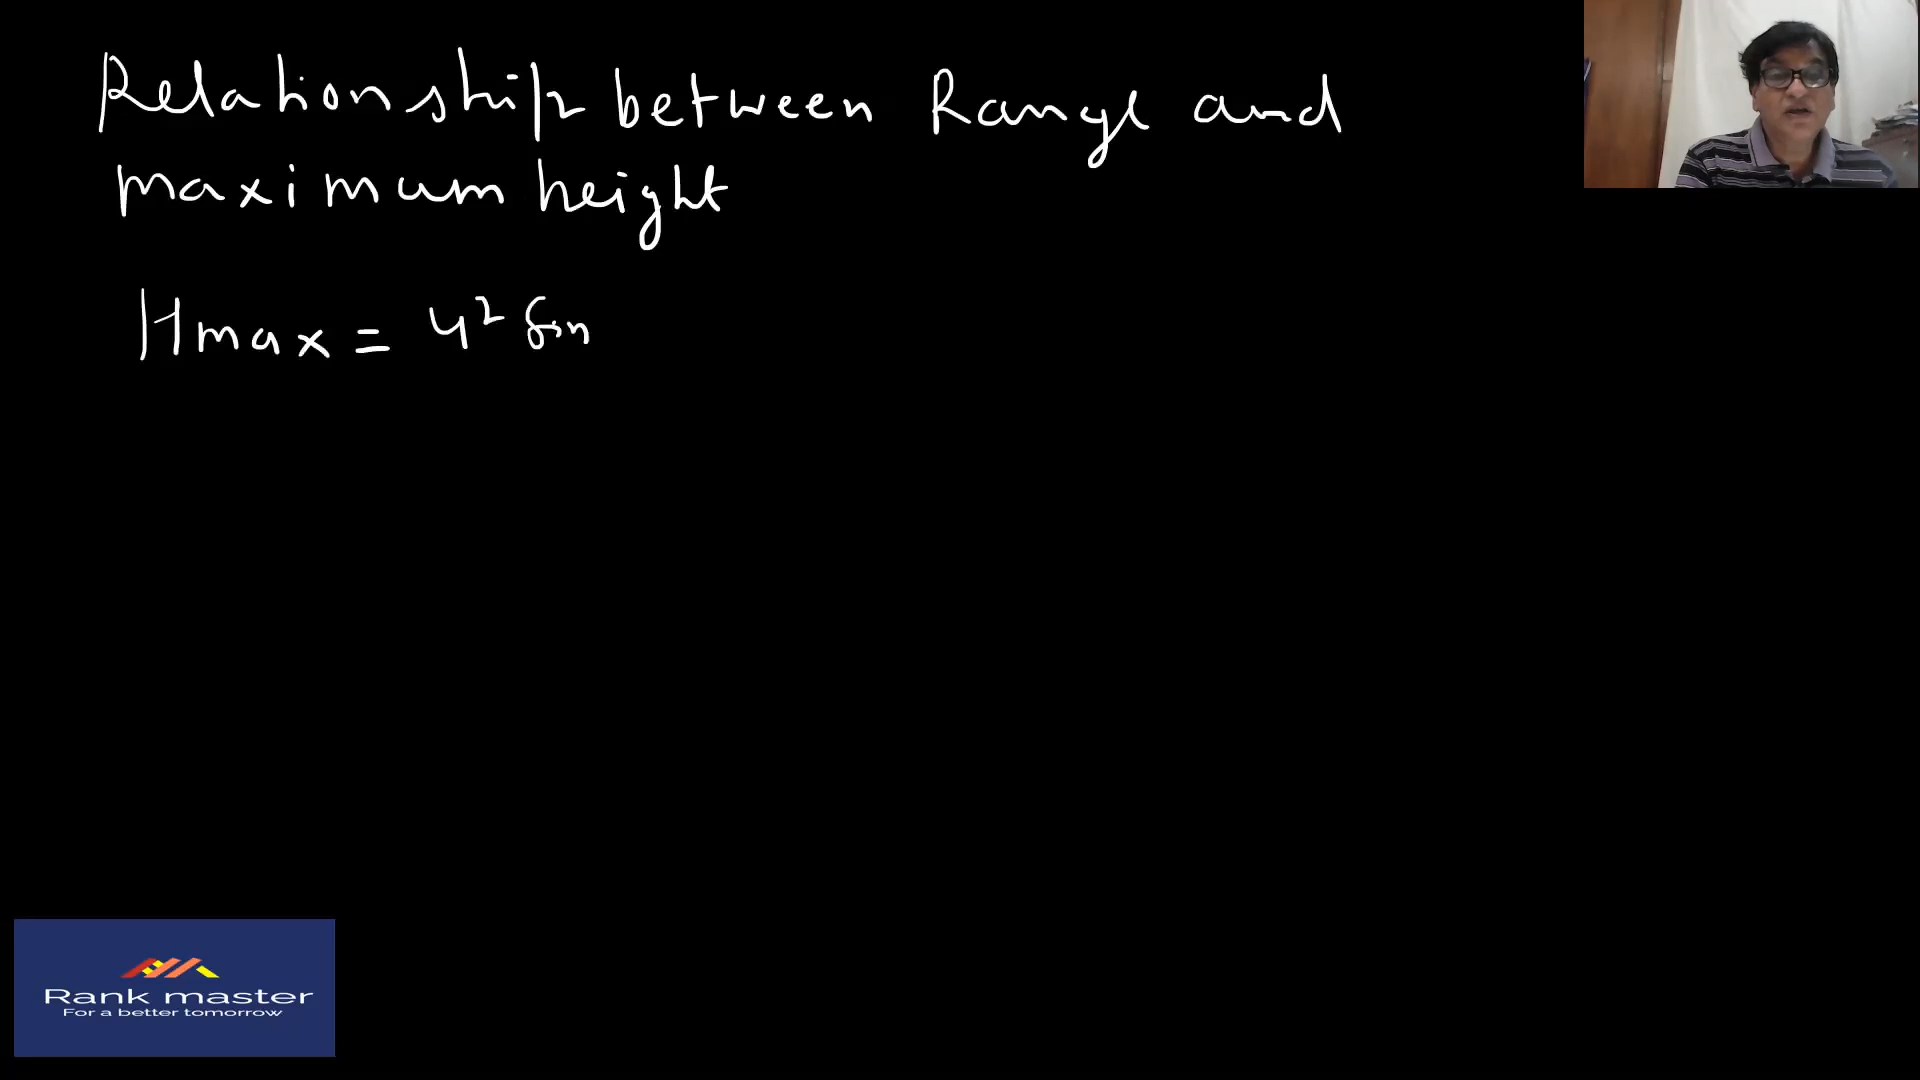 Relationship between Range and
maximum height
Hmax = u² Sin
Rank master
For a better tomorrow